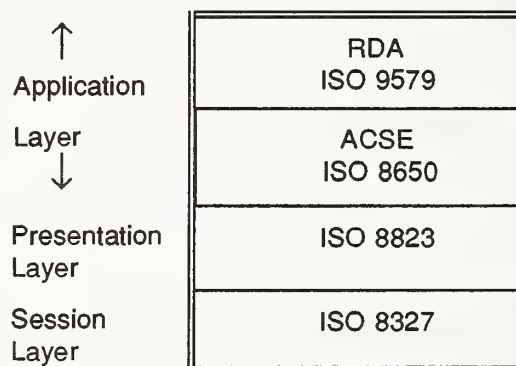 ↑
Application
Layer
↓
RDA
ISO 9579
ACSE
ISO 8650
Presentation
Layer
ISO 8823
Session
Layer
ISO 8327